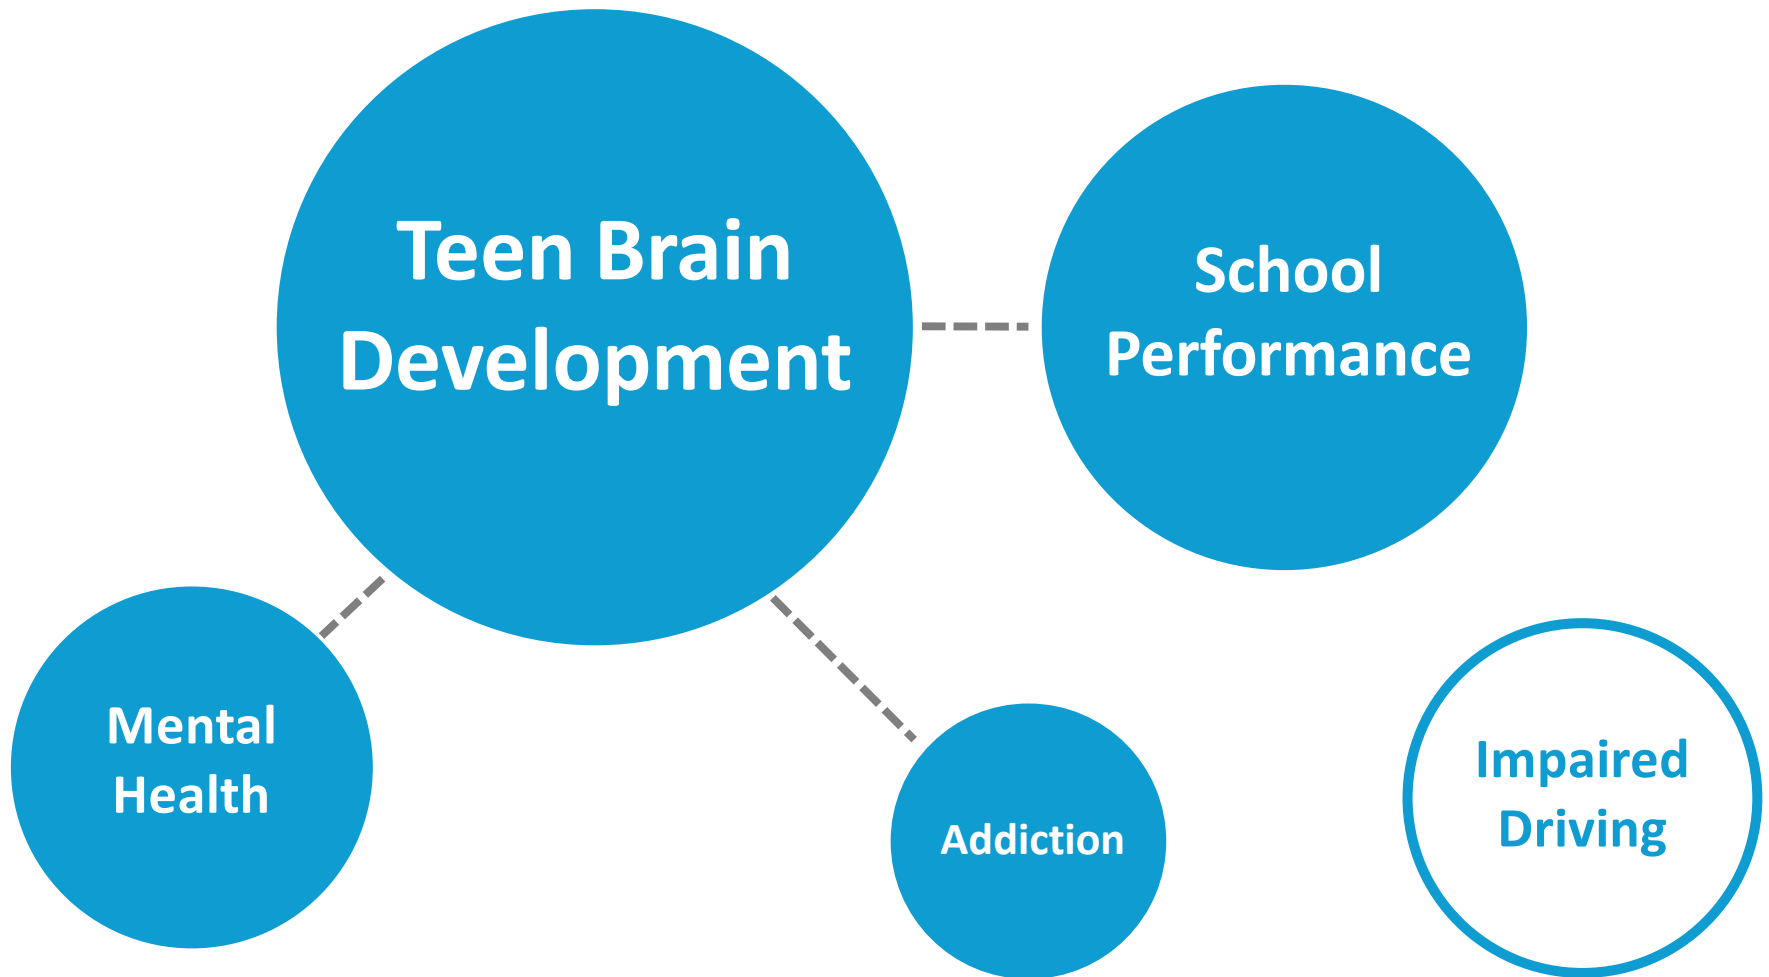 Teen Brain
Development
School
Performance
Mental
Health
Addiction
Impaired
Driving